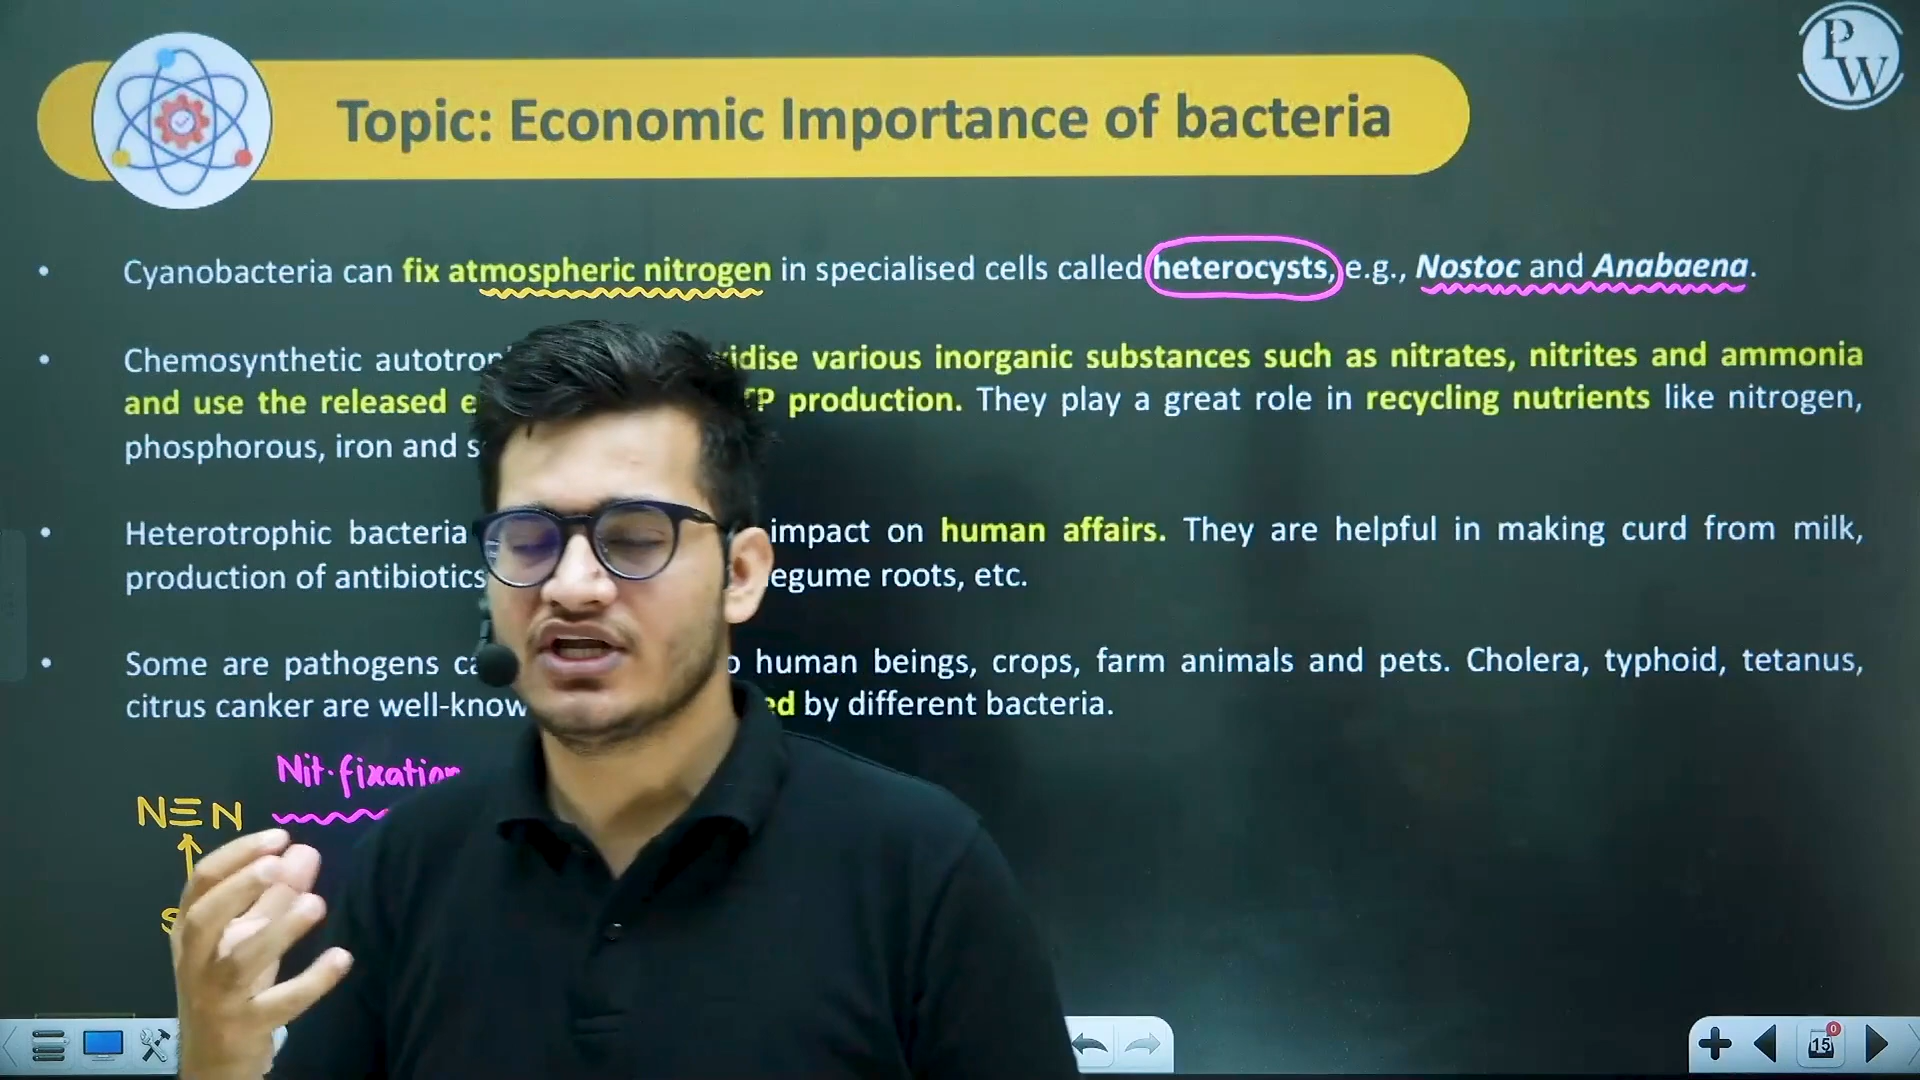 PW
Topic: Economic Importance of bacteria
• Cyanobacteria can fix atmospheric nitrogen in specialised cells called heterocysts, e.g., Nostoc and Anabaena.
• Chemosynthetic idise various inorganic substances such as nitrates, nitrites and ammonia
and use the released TP production. They play a great role in recycling nutrients like nitrogen,
phosphorous, iron and
• Heterotrophic bacteria impact on human affairs. They are helpful in making curd from milk,
production of antibiotics egume roots, etc.
• Some are pathogens human beings, crops, farm animals and pets. Cholera, typhoid, tetanus,
citrus canker are ed by different bacteria.
Nit. fixation
N≡N
15
0